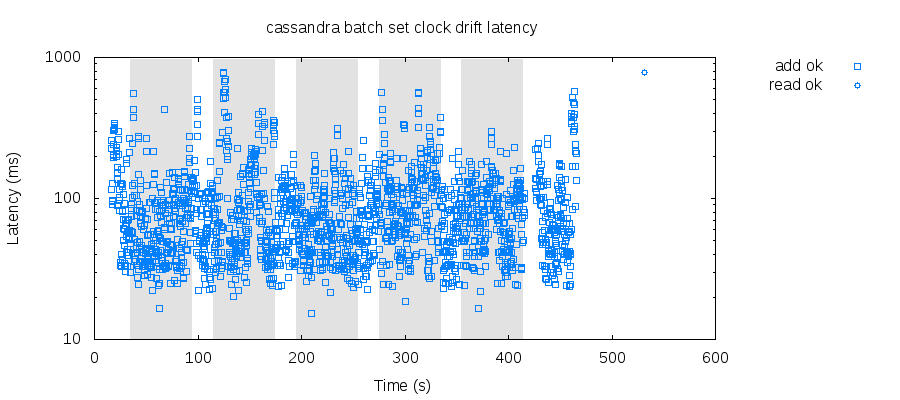 cassandra batch set clock drift latency
1000
100
10
Latency (ms)
0 100 200 300 400 500 600
Time (s)
add ok
read ok